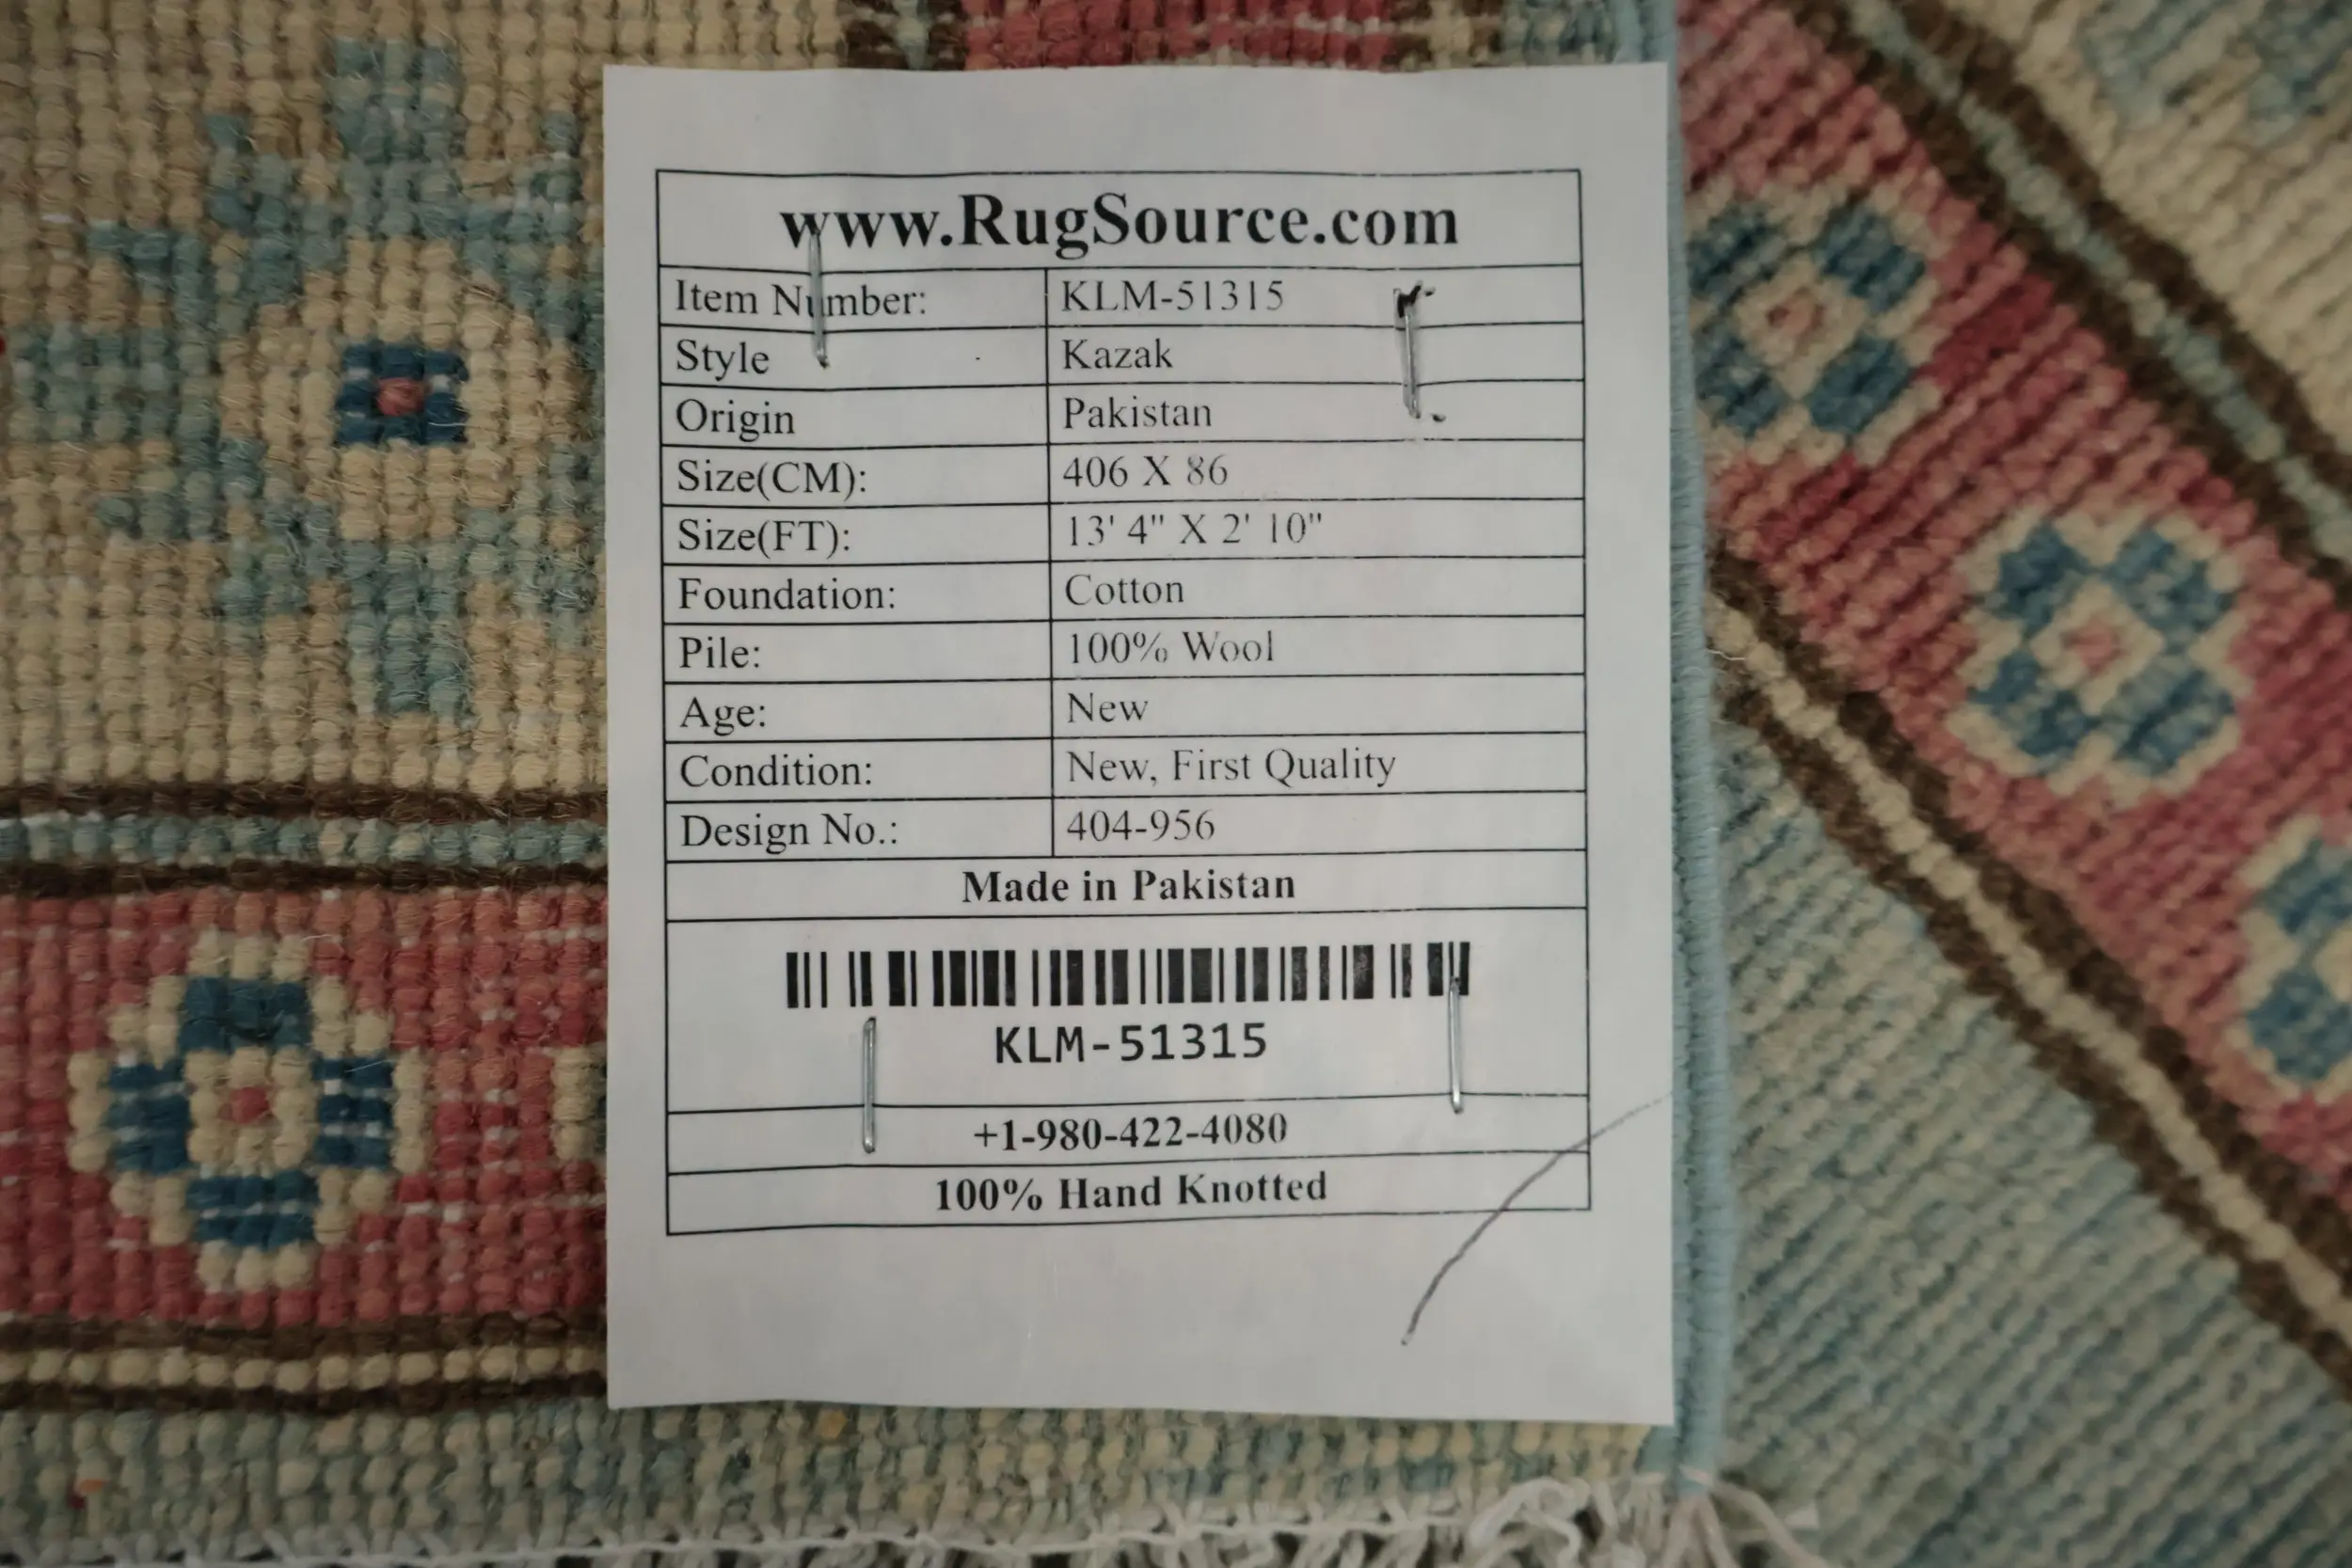 www.RugSource.com
Item Number: KLM-51315
Style Kazak
Origin Pakistan
Size(CM): 406 X 86
Size(FT): 13' 4" X 2' 10"
Foundation: Cotton
Pile: 100% Wool
Age: New
Condition: New, First Quality
Design No.: 404-956
Made in Pakistan
KLM-51315
+1-980-422-4080
100% Hand Knotted